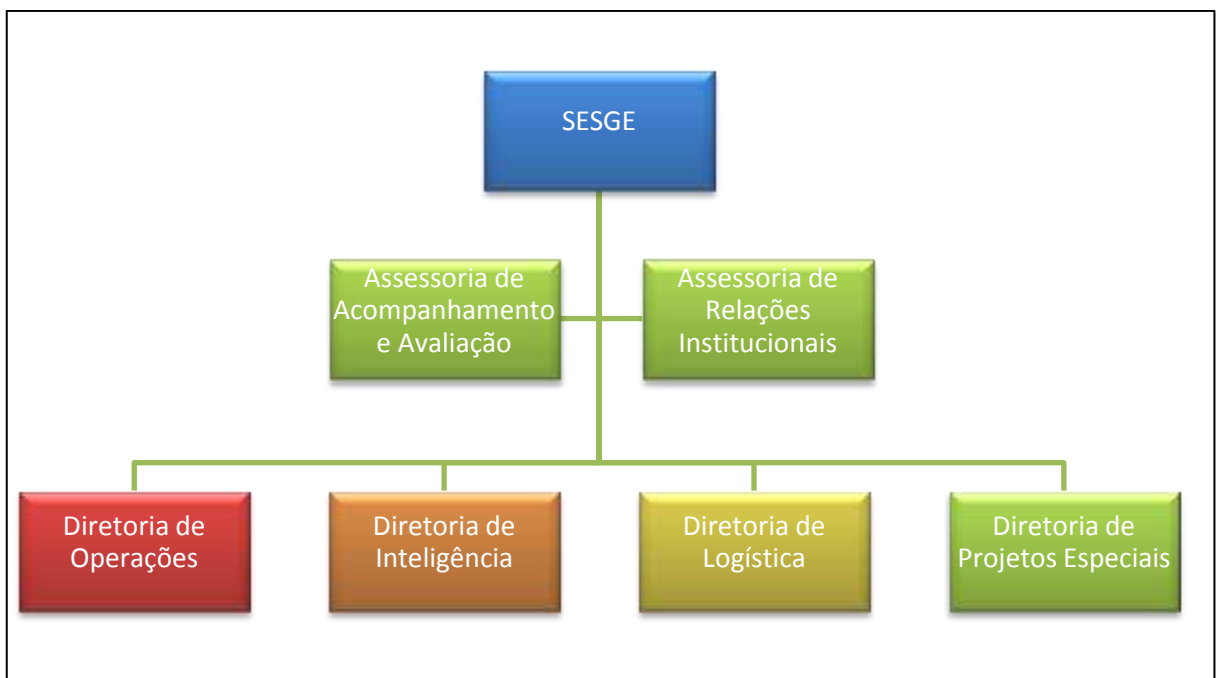 SESGE
Assessoria de
Acompanhamento
e Avaliação
Assessoria de
Relações
Institucionais
Diretoria de
Operações
Diretoria de
Inteligência
Diretoria de
Logística
Diretoria de
Projetos Especiais